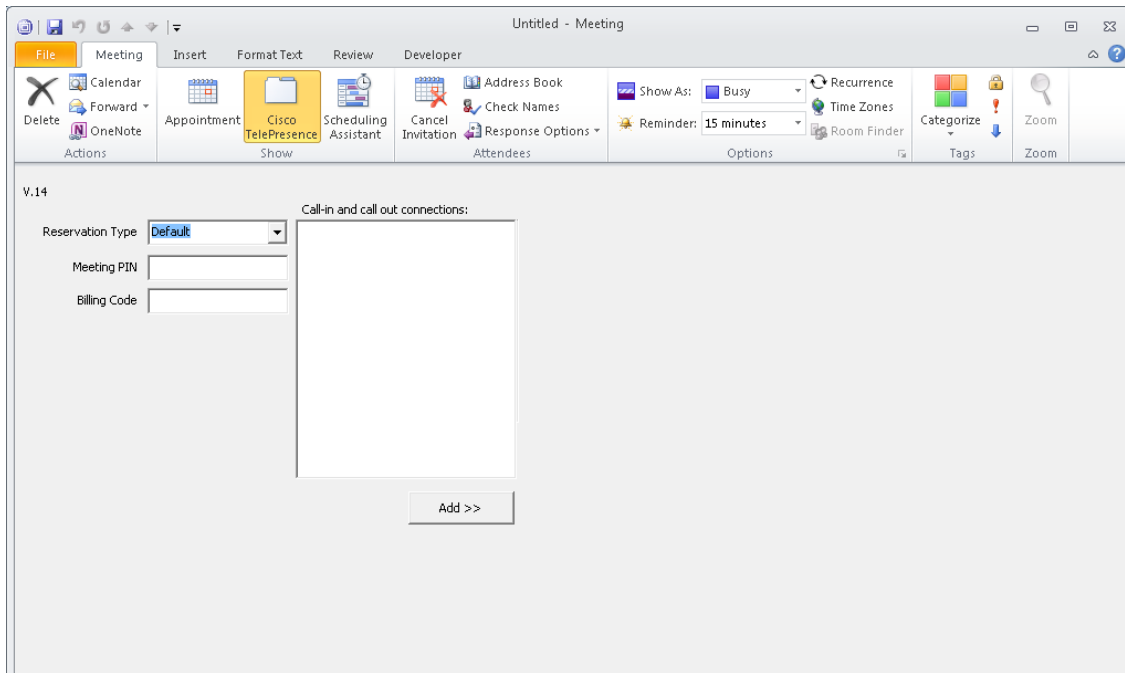 Untitled - Meeting
File Meeting Insert Format Text Review Developer
Delete
Calendar
Forward
OneNote
Actions
Appointment
Cisco TelePresence
Scheduling Assistant
Show
Cancel Invitation
Address Book
Check Names
Response Options
Attendees
Show As: Busy
Reminder: 15 minutes
Recurrence
Time Zones
Room Finder
Options
Categorize
Tags
Zoom
Zoom
V.14
Call-in and call out connections:
Reservation Type Default
Meeting PIN
Billing Code
Add >>